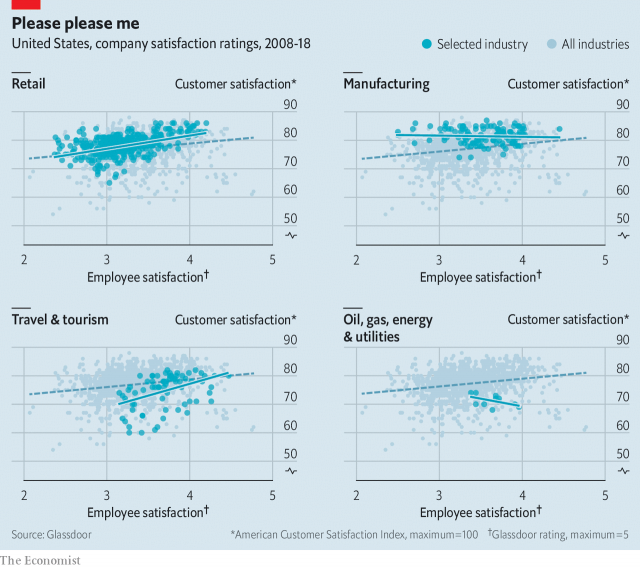 Please please me
United States, company satisfaction ratings, 2008-18
Selected industry
All industries
Retail
Customer satisfaction*
90
80
70
60
50
2 3 4 5
Employee satisfaction†
Manufacturing
Customer satisfaction*
90
80
70
60
50
2 3 4 5
Employee satisfaction†
Travel & tourism
Customer satisfaction*
90
80
70
60
50
2 3 4 5
Employee satisfaction†
Oil, gas, energy
& utilities
Customer satisfaction*
90
80
70
60
50
2 3 4 5
Employee satisfaction†
Source: Glassdoor
*American Customer Satisfaction Index, maximum=100 †Glassdoor rating, maximum=5
The Economist